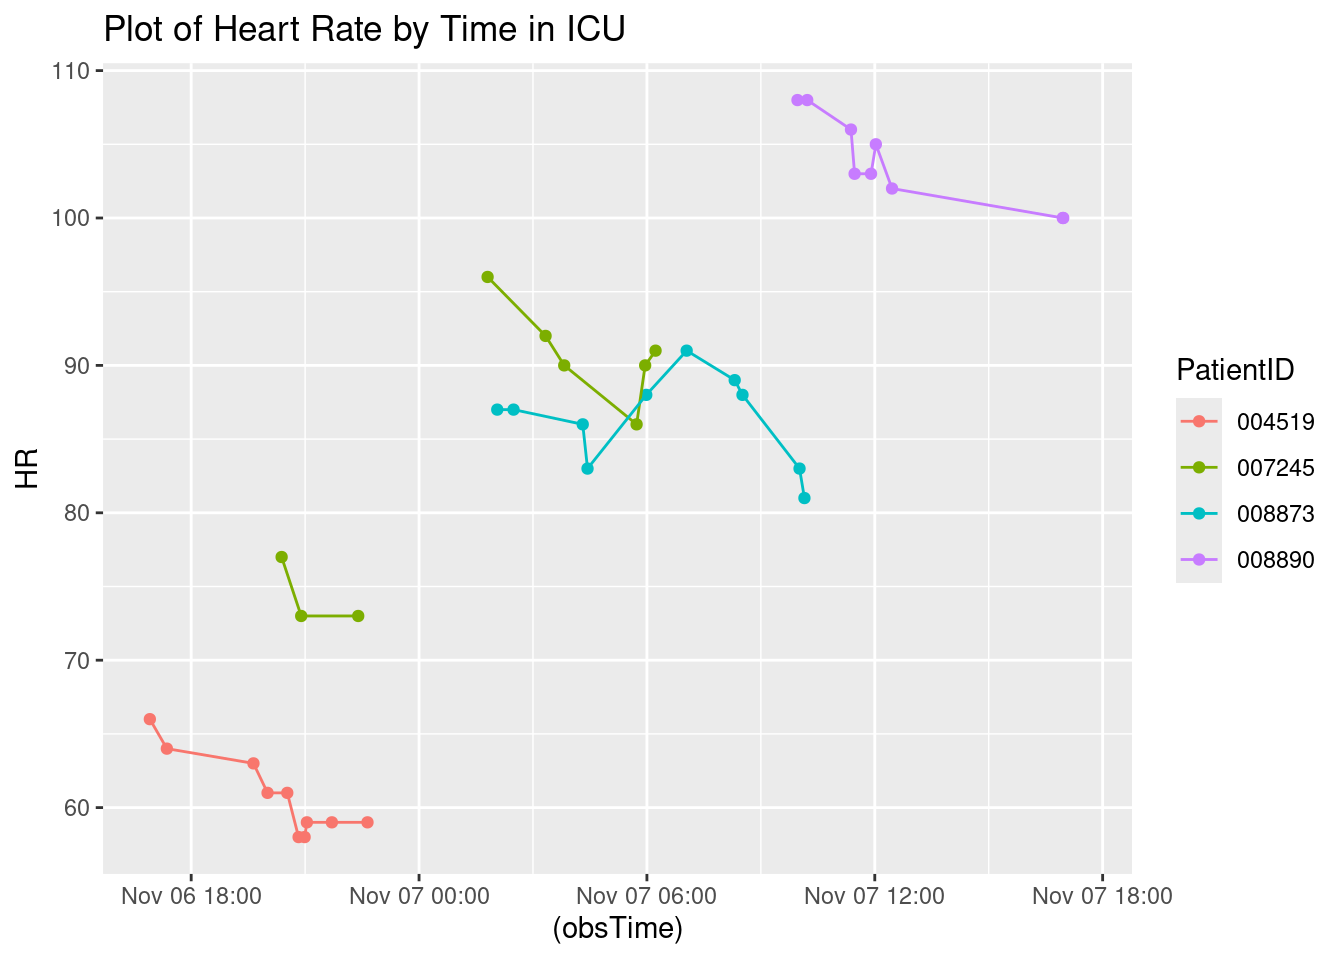 Plot of Heart Rate by Time in ICU
110
100
90
80
70
60
HR
Nov 06 18:00
Nov 07 00:00
Nov 07 06:00
Nov 07 12:00
Nov 07 18:00
(obsTime)
PatientID
004519
007245
008873
008890